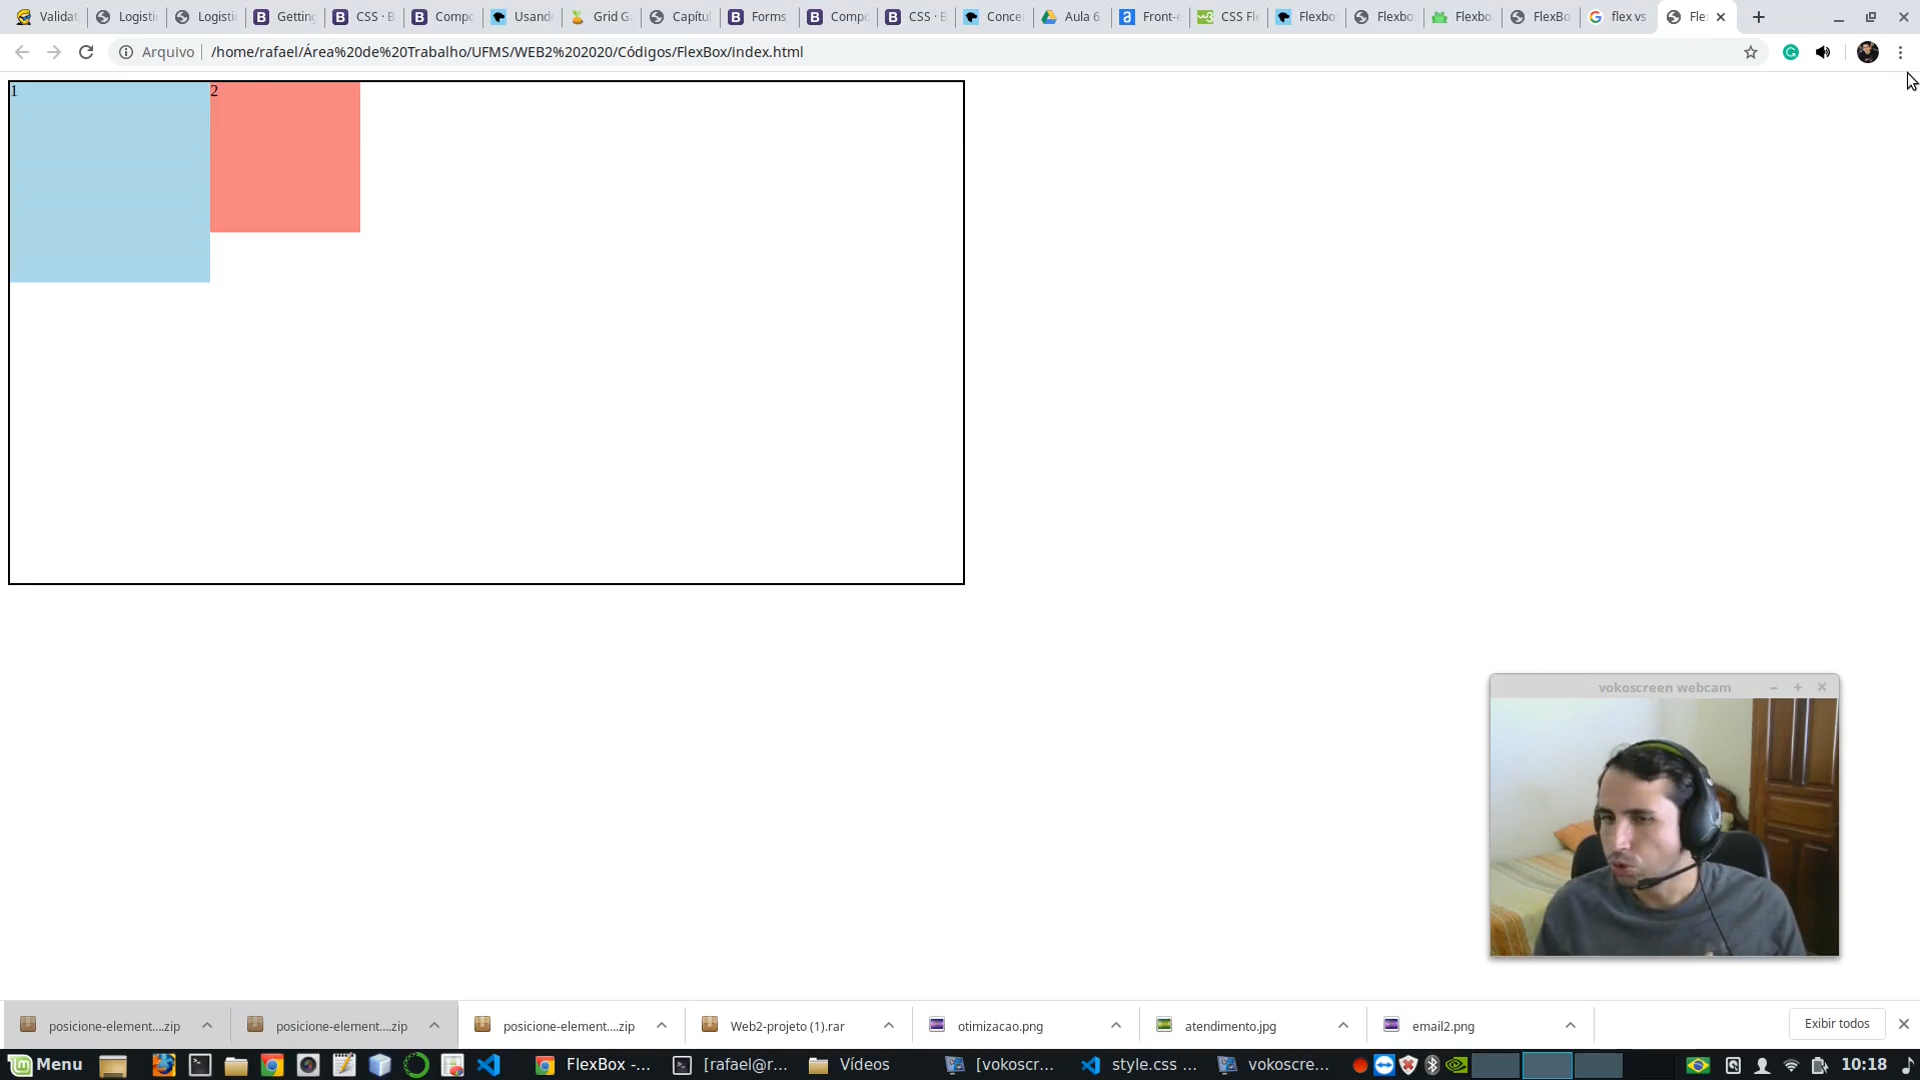 Validat Logisti Logisti Getting CSS · B Compo Usand Grid G Capítu Forms Compo CSS · B Conce Aula 6 Front-e CSS Fle Flexbo Flexbo Flexbo FlexBo flex vs Fle
Arquivo /home/rafael/Área%20de%20Trabalho/UFMS/WEB2%202020/Códigos/FlexBox/index.html
1 2
vokoscreen webcam
posicione-element....zip posicione-element....zip posicione-element....zip Web2-projeto (1).rar otimizacao.png atendimento.jpg email2.png Exibir todos
Menu FlexBox -... [rafael@r... Vídeos [vokoscr... style.css ... vokoscre... 10:18